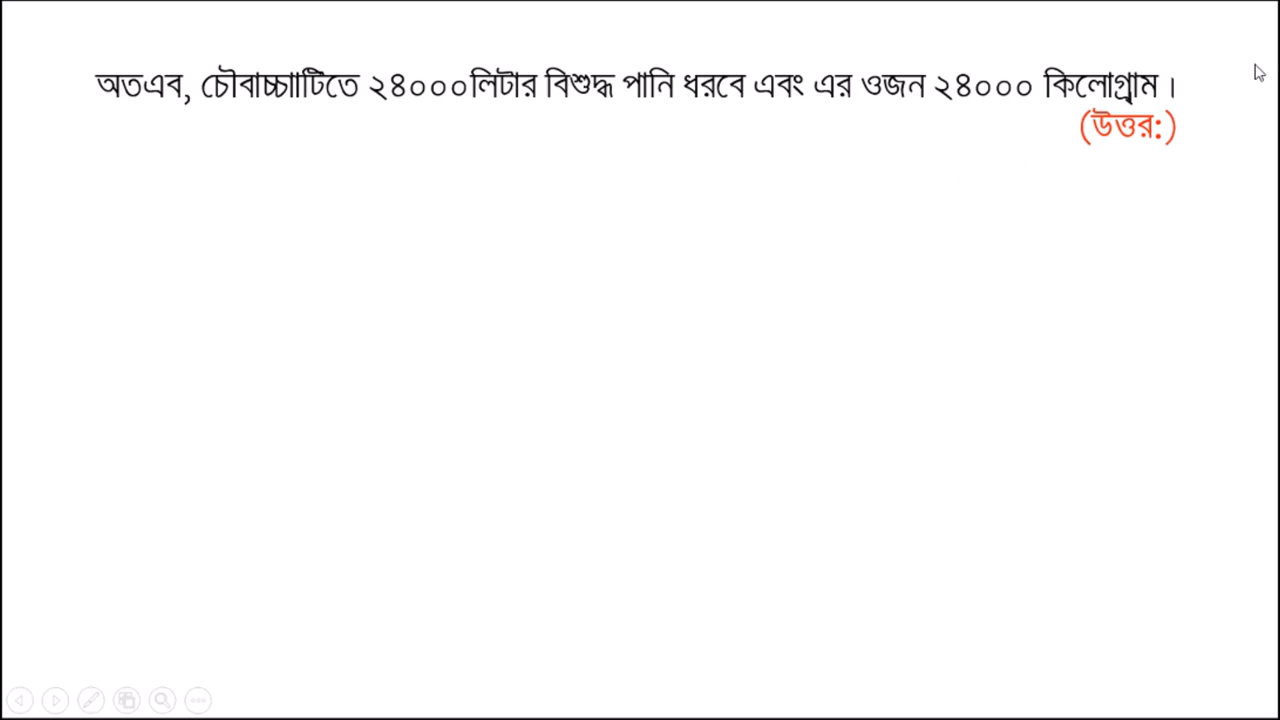 অতএব, চৌবাচ্চাাটিতে ২৪০০০লিটার বিশুদ্ধ পানি ধরবে এবং এর ওজন ২৪০০০ কিলোগ্রাম।
(উত্তর:)